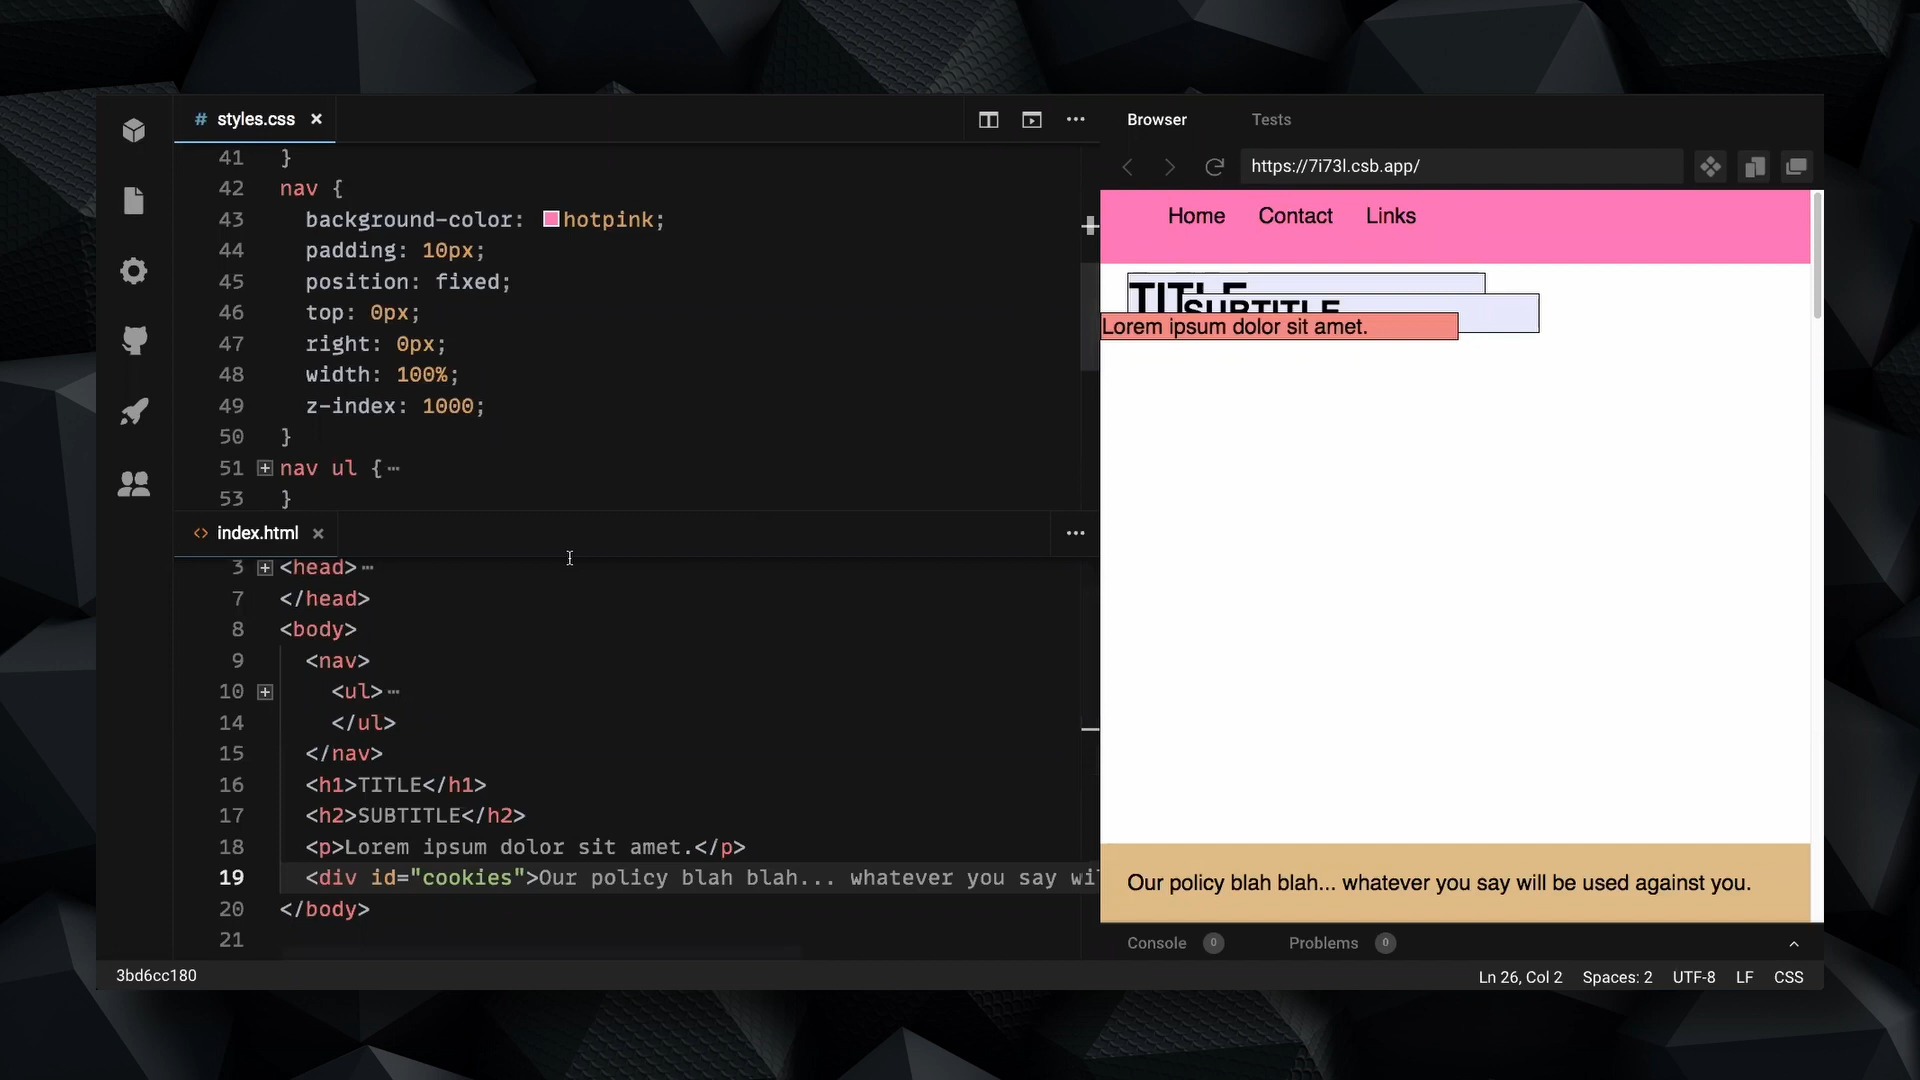 # styles.css ×
41 }
42 nav {
43 background-color: hotpink;
44 padding: 10px;
45 position: fixed;
46 top: 0px;
47 right: 0px;
48 width: 100%;
49 z-index: 1000;
50 }
51 nav ul {⋯
53 }
<> index.html ×
3 <head>⋯
7 </head>
8 <body>
9 <nav>
10 <ul>⋯
14 </ul>
15 </nav>
16 <h1>TITLE</h1>
17 <h2>SUBTITLE</h2>
18 <p>Lorem ipsum dolor sit amet.</p>
19 <div id="cookies">Our policy blah blah... whatever you say wil
20 </body>
21
Browser Tests
https://7i73l.csb.app/
Home Contact Links
TITLE
SUBTITLE
Lorem ipsum dolor sit amet.
Our policy blah blah... whatever you say will be used against you.
Console 0 Problems 0
3bd6cc180
Ln 26, Col 2 Spaces: 2 UTF-8 LF CSS